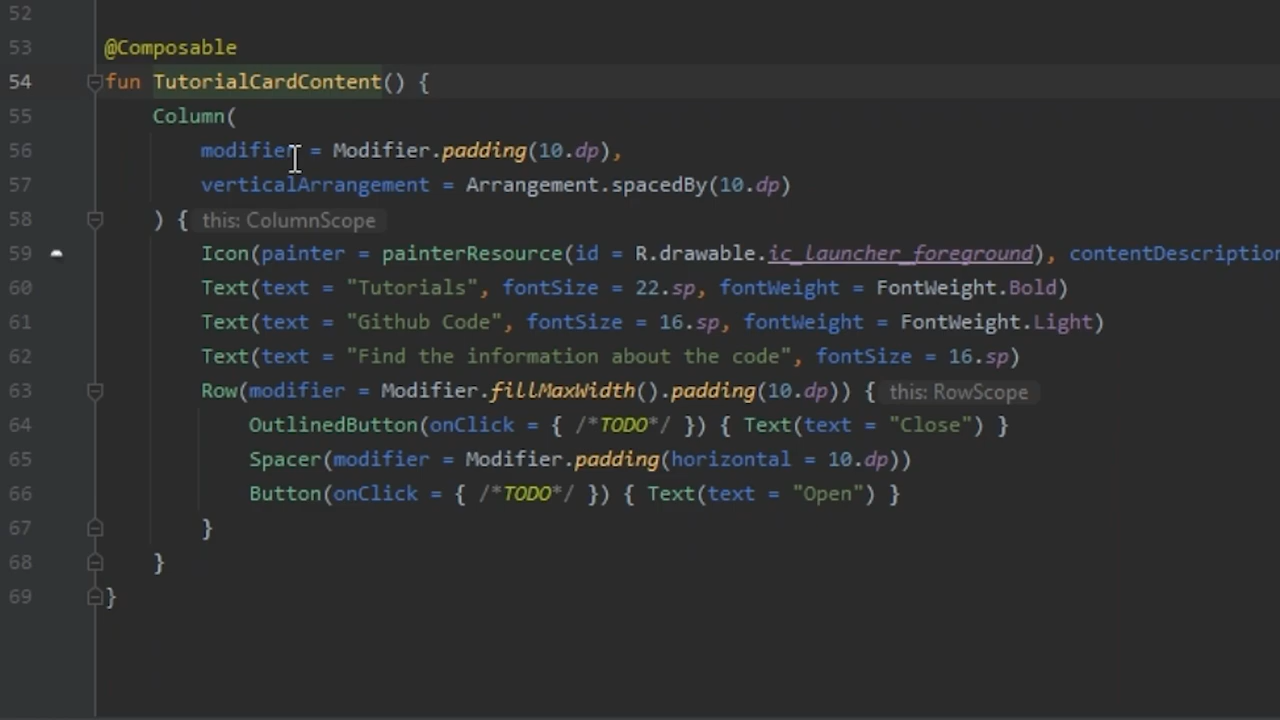 52
53 @Composable
54 fun TutorialCardContent() {
55 Column(
56 modifier = Modifier.padding(10.dp),
57 verticalArrangement = Arrangement.spacedBy(10.dp)
58 ) { this: ColumnScope
59 Icon(painter = painterResource(id = R.drawable.ic_launcher_foreground), contentDescription
60 Text(text = "Tutorials", fontSize = 22.sp, fontWeight = FontWeight.Bold)
61 Text(text = "Github Code", fontSize = 16.sp, fontWeight = FontWeight.Light)
62 Text(text = "Find the information about the code", fontSize = 16.sp)
63 Row(modifier = Modifier.fillMaxWidth().padding(10.dp)) { this: RowScope
64 OutlinedButton(onClick = { /*TODO*/ }) { Text(text = "Close") }
65 Spacer(modifier = Modifier.padding(horizontal = 10.dp))
66 Button(onClick = { /*TODO*/ }) { Text(text = "Open") }
67 }
68 }
69 }